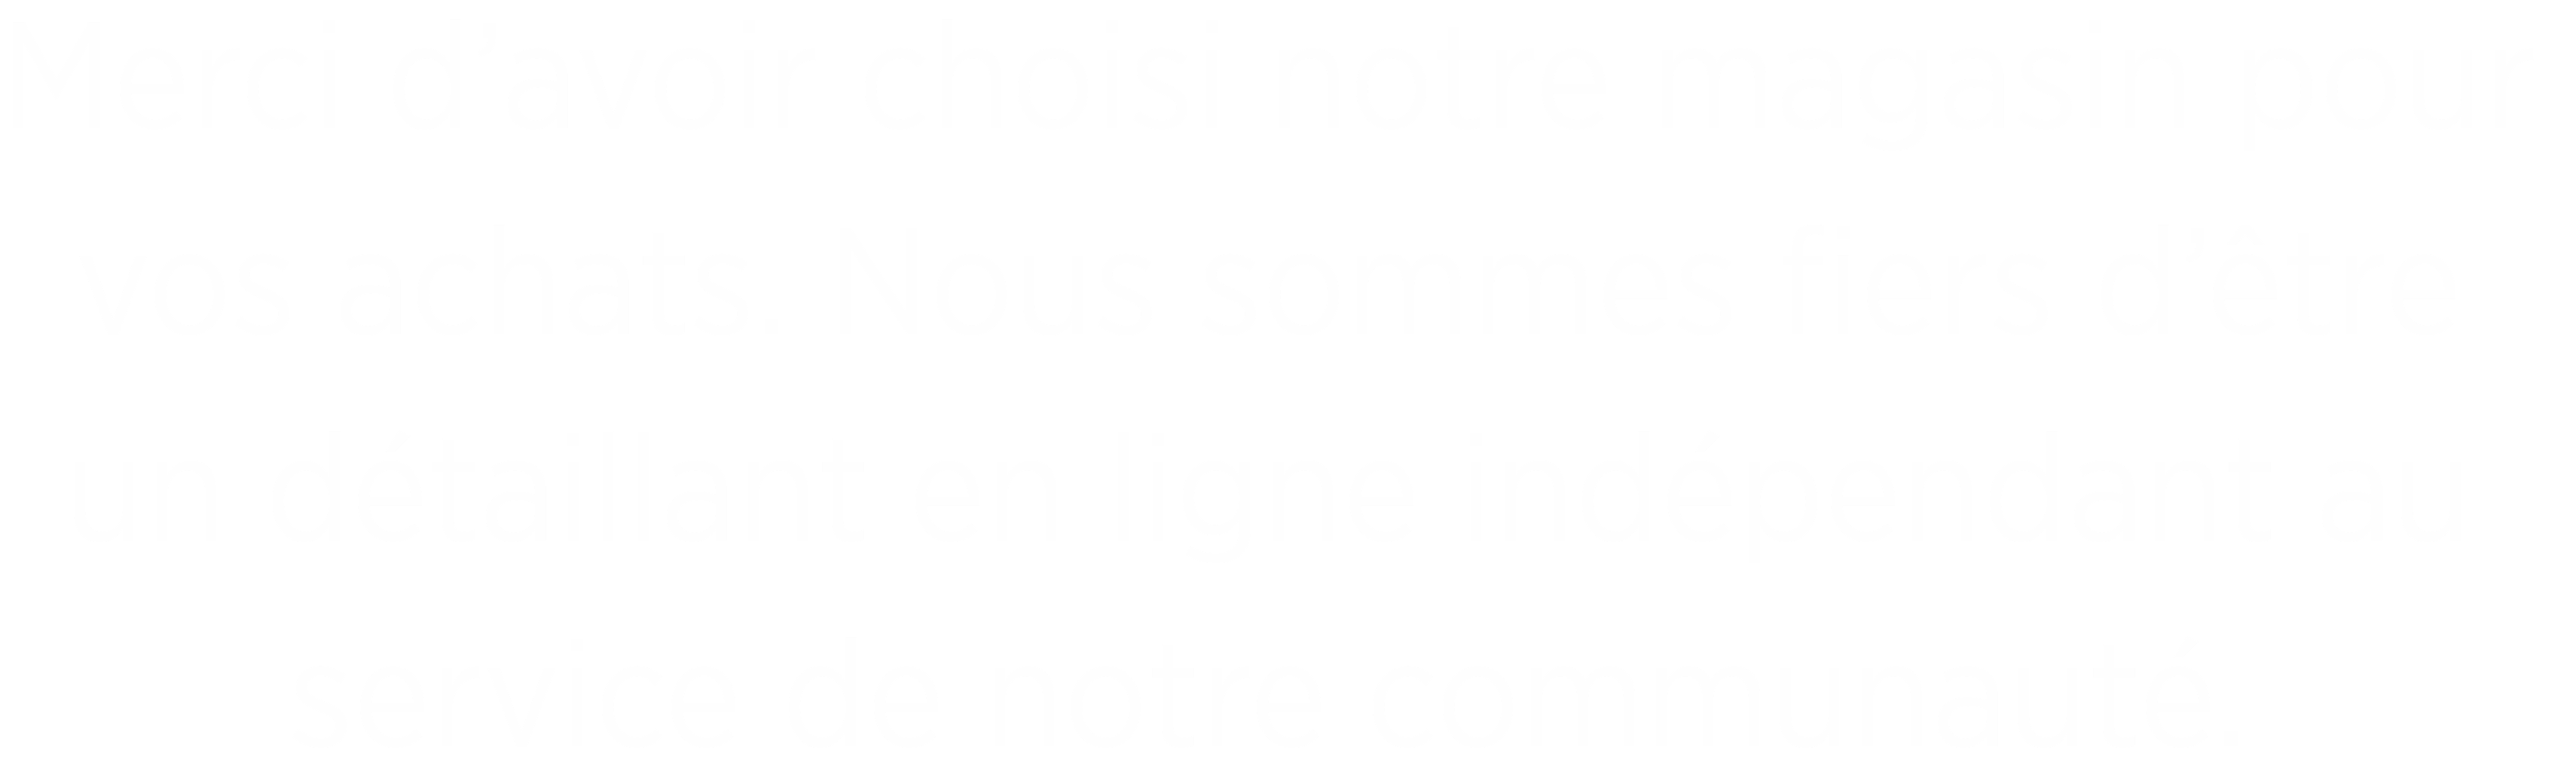 Merci d’avoir choisi notre magasin pour
vos achats. Nous sommes fiers d’être
un détaillant en ligne indépendant au
service de notre communauté.